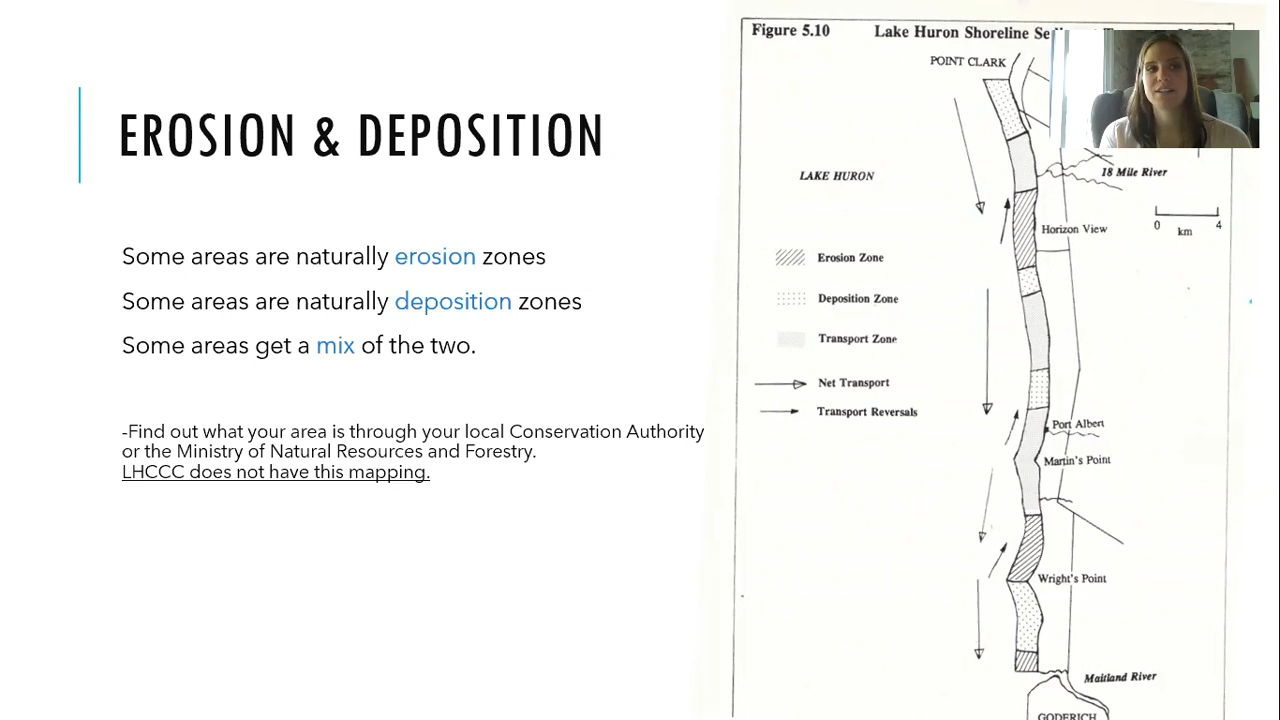 EROSION & DEPOSITION
Some areas are naturally erosion zones
Some areas are naturally deposition zones
Some areas get a mix of the two.
-Find out what your area is through your local Conservation Authority
or the Ministry of Natural Resources and Forestry.
LHCCC does not have this mapping.
Figure 5.10 Lake Huron Shoreline
POINT CLARK
LAKE HURON
18 Mile River
0 4
km
Horizon View
Erosion Zone
Deposition Zone
Transport Zone
Net Transport
Transport Reversals
Port Albert
Martin's Point
Wright's Point
Maitland River
GODERICH